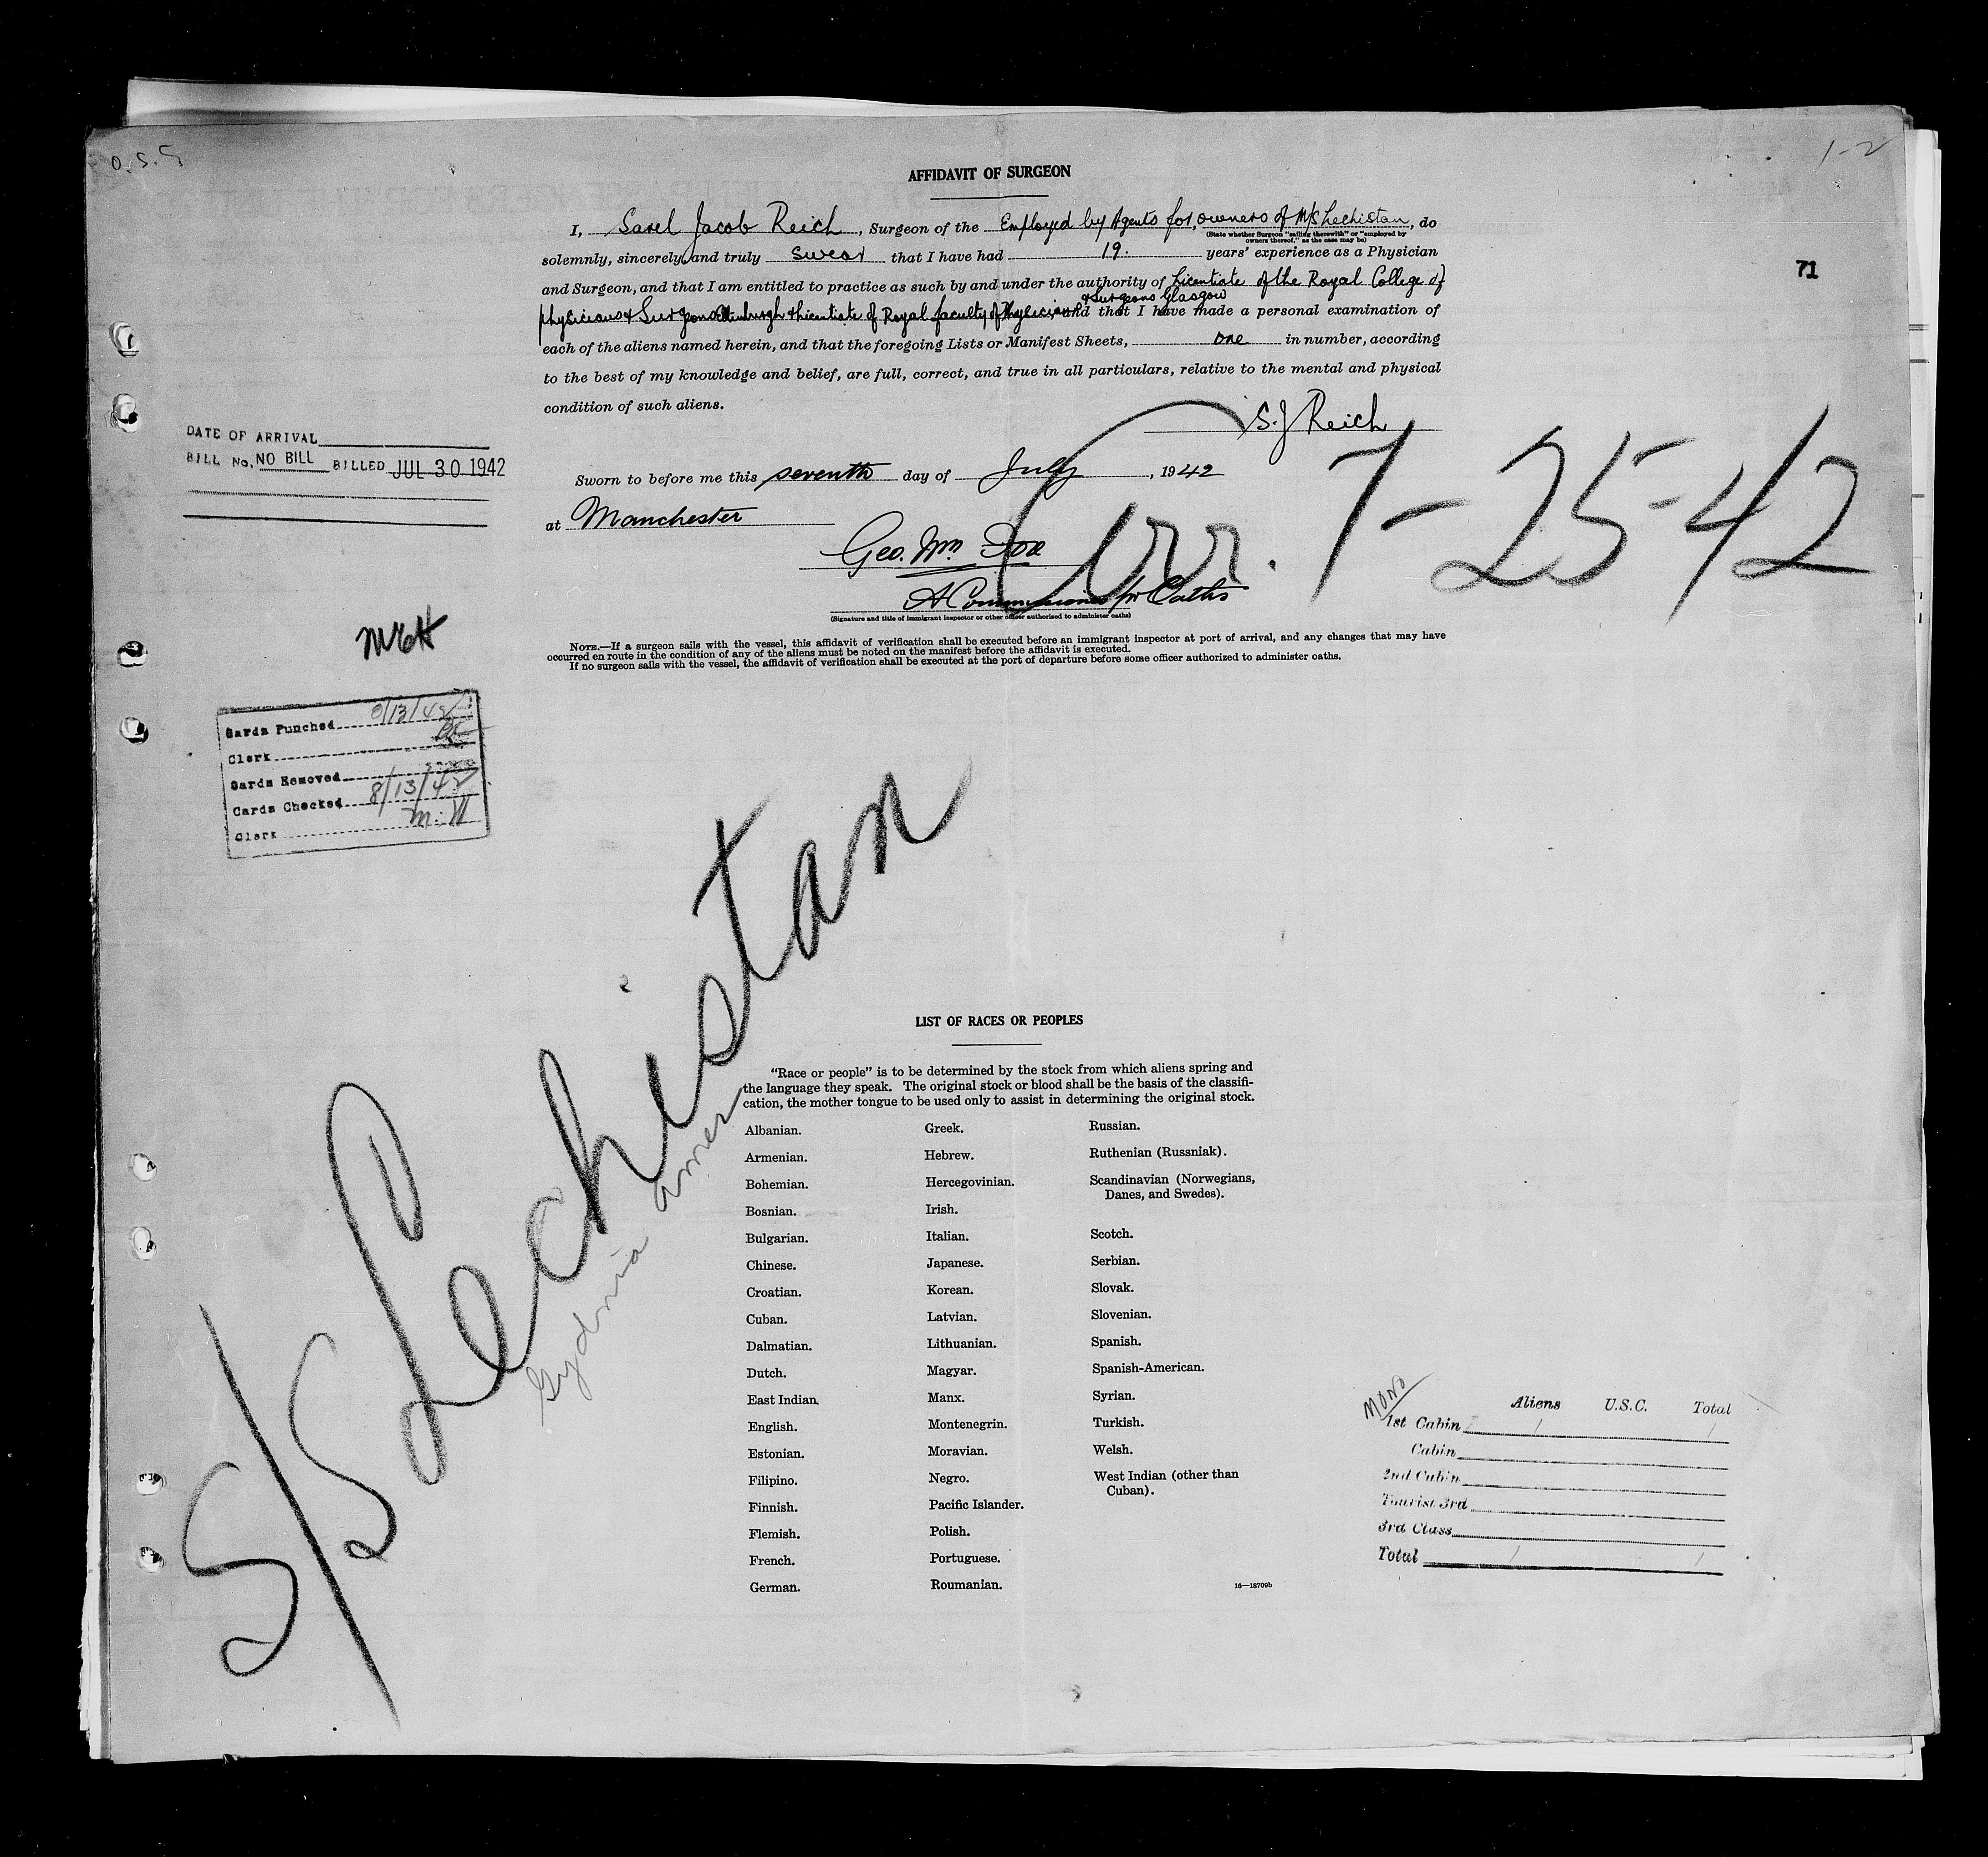 O.S.G
1-2
AFFIDAVIT OF SURGEON
I, Sarel Jacob Reich, Surgeon of the Employed by Agents for, owners of M/S Lechistan, do
(State whether Surgeon "sailing therewith" or "employed by
owners thereof," as the case may be)
solemnly, sincerely, and truly swear that I have had 19. years' experience as a Physician
71
and Surgeon, and that I am entitled to practice as such by and under the authority of Licentiate of the Royal College of
& Surgeons Glasgow
physicians & Surgeons Edinburgh & Licentiate of Royal faculty of Physicians and that I have made a personal examination of
each of the aliens named herein, and that the foregoing Lists or Manifest Sheets, one in number, according
to the best of my knowledge and belief, are full, correct, and true in all particulars, relative to the mental and physical
condition of such aliens.
S. J Reich
DATE OF ARRIVAL
BILL No. NO BILL BILLED JUL 30 1942
Sworn to before me this seventh day of July, 1942
at Manchester
Arr. 7-25-42
Geo. Wm Fox
A Commissioner for Oaths
(Signature and title of immigrant inspector or other officer authorised to administer oaths)
NOTE.—If a surgeon sails with the vessel, this affidavit of verification shall be executed before an immigrant inspector at port of arrival, and any changes that may have
occurred en route in the condition of any of the aliens must be noted on the manifest before the affidavit is executed.
If no surgeon sails with the vessel, the affidavit of verification shall be executed at the port of departure before some officer authorized to administer oaths.
Cards Punched 8/13/42
Clerk
Cards Removed
Cards Checked 8/13/42
Clerk M.W
S/S Lechistan
Gydnia Amer
LIST OF RACES OR PEOPLES
"Race or people" is to be determined by the stock from which aliens spring and
the language they speak. The original stock or blood shall be the basis of the classifi-
cation, the mother tongue to be used only to assist in determining the original stock.
Albanian.
Armenian.
Bohemian.
Bosnian.
Bulgarian.
Chinese.
Croatian.
Cuban.
Dalmatian.
Dutch.
East Indian.
English.
Estonian.
Filipino.
Finnish.
Flemish.
French.
German.
Greek.
Hebrew.
Hercegovinian.
Irish.
Italian.
Japanese.
Korean.
Latvian.
Lithuanian.
Magyar.
Manx.
Montenegrin.
Moravian.
Negro.
Pacific Islander.
Polish.
Portuguese.
Roumanian.
Russian.
Ruthenian (Russniak).
Scandinavian (Norwegians,
Danes, and Swedes).
Scotch.
Serbian.
Slovak.
Slovenian.
Spanish.
Spanish-American.
Syrian.
Turkish.
Welsh.
West Indian (other than
Cuban).
16—18709b
Aliens U.S.C. Total
1st Cabin 1 1
Cabin
2nd Cabin
Tourist 3rd
3rd Class
Total 1 1